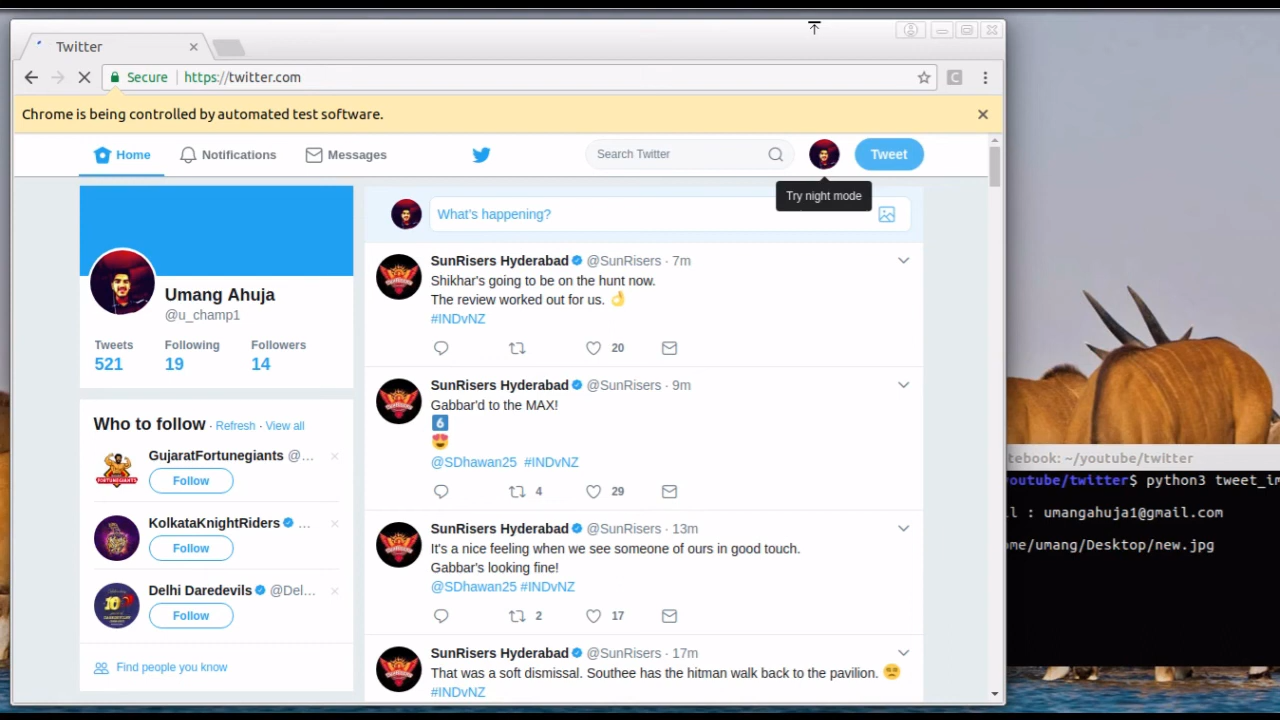 Twitter
Secure
https://twitter.com
Chrome is being controlled by automated test software.
Home
Notifications
Messages
Search Twitter
Tweet
Try night mode
What's happening?
Umang Ahuja
@u_champ1
Tweets Following Followers
521 19 14
Who to follow · Refresh · View all
GujaratFortunegiants @...
Follow
KolkataKnightRiders ...
Follow
Delhi Daredevils @Del...
Follow
Find people you know
SunRisers Hyderabad @SunRisers · 7m
Shikhar's going to be on the hunt now.
The review worked out for us. 👌
#INDvNZ
20
SunRisers Hyderabad @SunRisers · 9m
Gabbar'd to the MAX!
6
😍
@SDhawan25 #INDvNZ
4 29
SunRisers Hyderabad @SunRisers · 13m
It's a nice feeling when we see someone of ours in good touch.
Gabbar's looking fine!
@SDhawan25 #INDvNZ
2 17
SunRisers Hyderabad @SunRisers · 17m
That was a soft dismissal. Southee has the hitman walk back to the pavilion.
#INDvNZ
tebook: ~/youtube/twitter
outube/twitter$ python3 tweet_im
l : umangahuja1@gmail.com
me/umang/Desktop/new.jpg